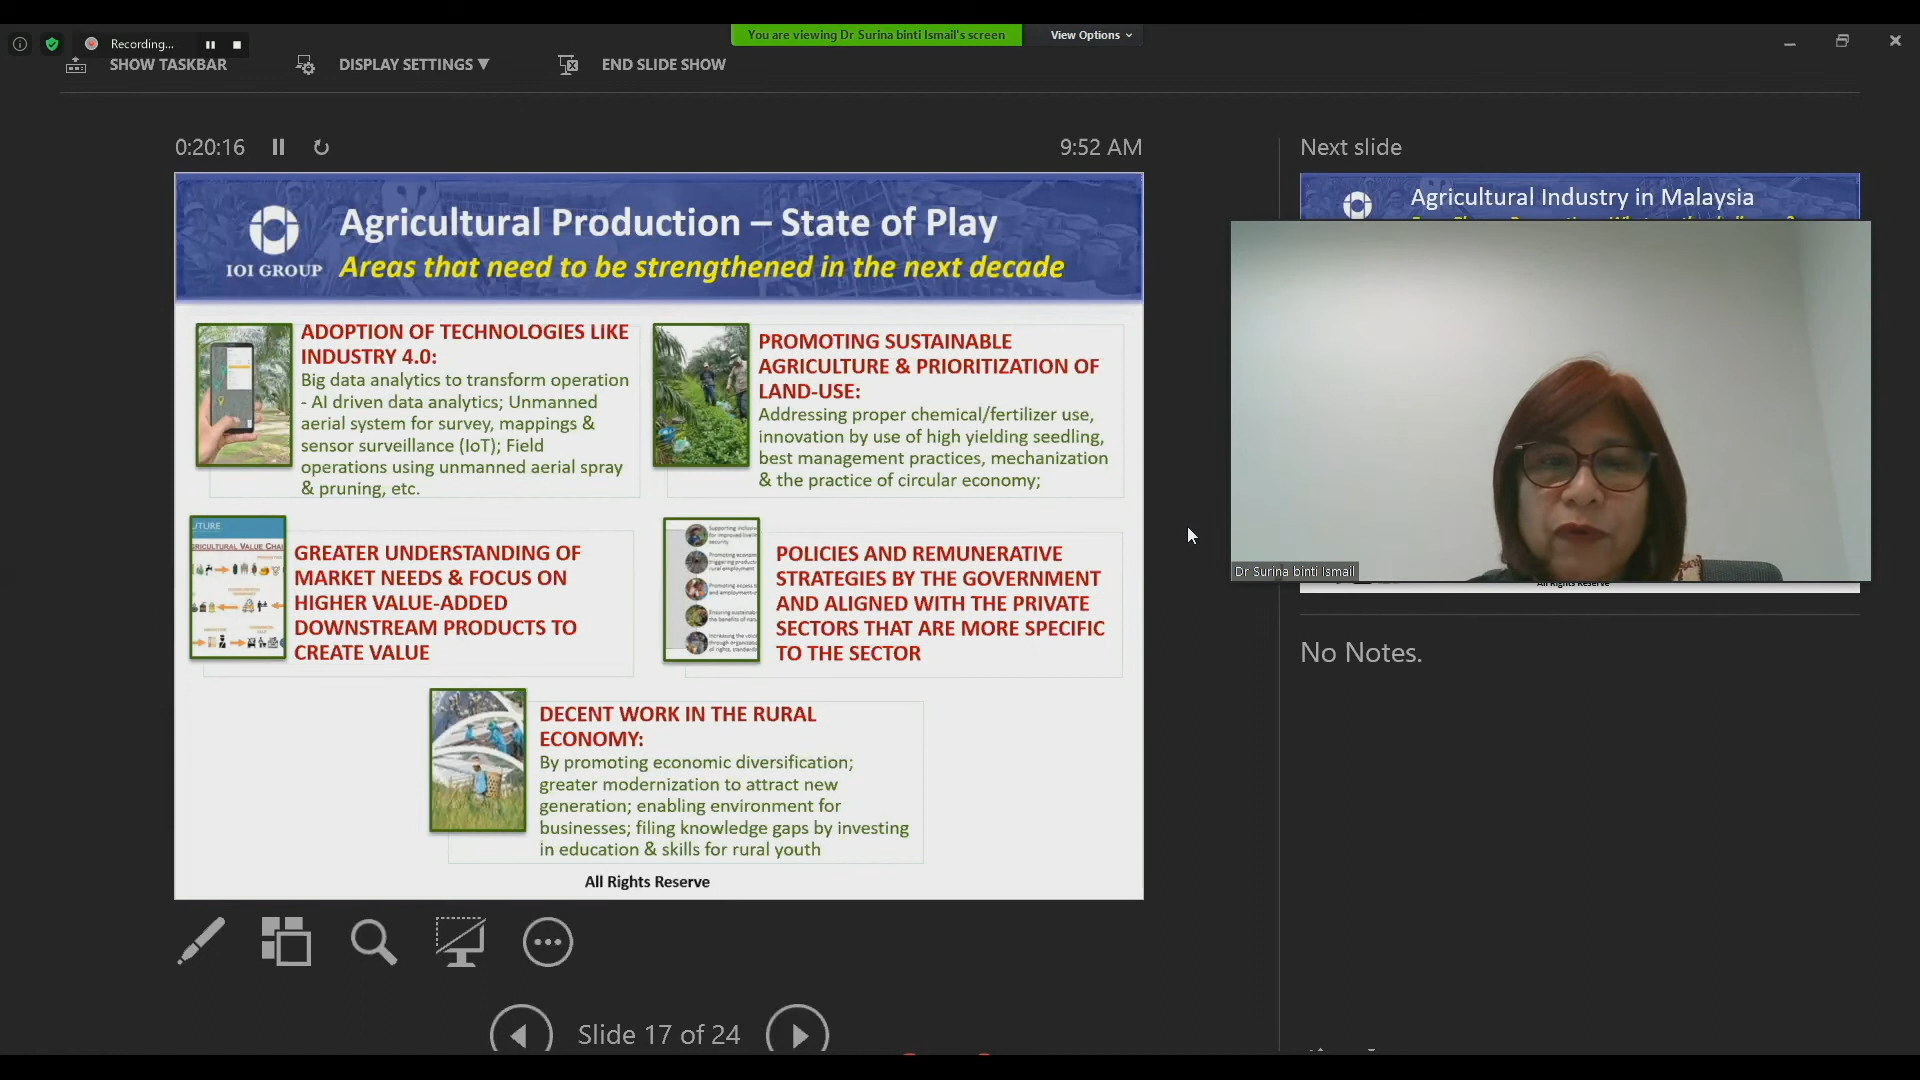 Recording...
You are viewing Dr Surina binti Ismail's screen
View Options
SHOW TASKBAR
DISPLAY SETTINGS
END SLIDE SHOW
0:20:16
9:52 AM
Next slide
IOI GROUP
Agricultural Production – State of Play
Areas that need to be strengthened in the next decade
ADOPTION OF TECHNOLOGIES LIKE
INDUSTRY 4.0:
Big data analytics to transform operation
- AI driven data analytics; Unmanned
aerial system for survey, mappings &
sensor surveillance (IoT); Field
operations using unmanned aerial spray
& pruning, etc.
PROMOTING SUSTAINABLE
AGRICULTURE & PRIORITIZATION OF
LAND-USE:
Addressing proper chemical/fertilizer use,
innovation by use of high yielding seedling,
best management practices, mechanization
& the practice of circular economy;
GREATER UNDERSTANDING OF
MARKET NEEDS & FOCUS ON
HIGHER VALUE-ADDED
DOWNSTREAM PRODUCTS TO
CREATE VALUE
POLICIES AND REMUNERATIVE
STRATEGIES BY THE GOVERNMENT
AND ALIGNED WITH THE PRIVATE
SECTORS THAT ARE MORE SPECIFIC
TO THE SECTOR
DECENT WORK IN THE RURAL
ECONOMY:
By promoting economic diversification;
greater modernization to attract new
generation; enabling environment for
businesses; filing knowledge gaps by investing
in education & skills for rural youth
All Rights Reserve
Slide 17 of 24
Agricultural Industry in Malaysia
Dr Surina binti Ismail
All Rights Reserve
No Notes.